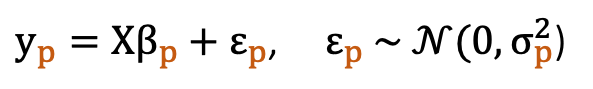 yₚ = Xβₚ + εₚ, εₚ ~ 𝒩(0, σₚ²)